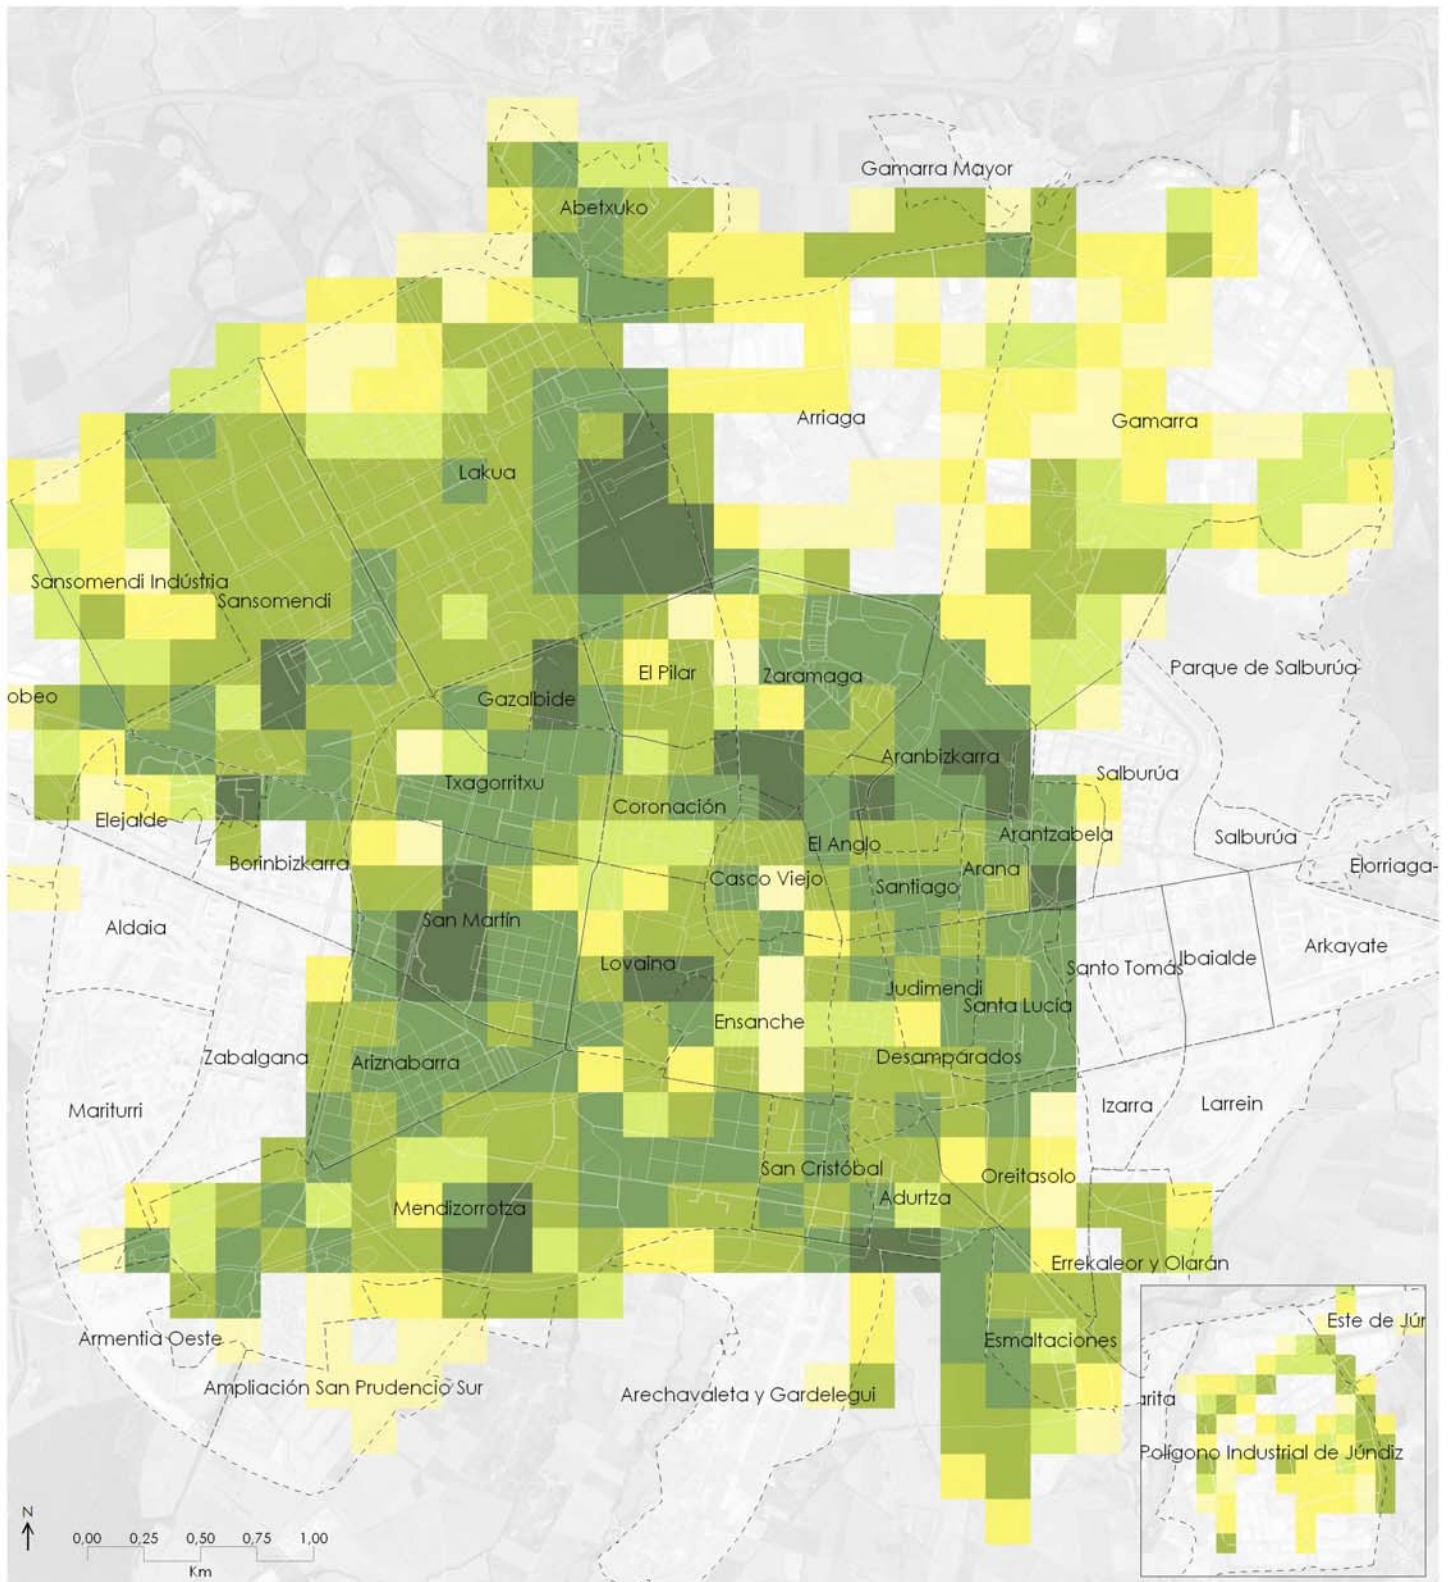 Gamarra Mayor
Abetxuko
Arriaga
Gamarra
Lakua
Sansomendi Indústria
Sansomendi
Parque de Salburúa
El Pilar
Zaramaga
obeo
Gazalbide
Aranbizkarra
Salburúa
Txagorritxu
Coronación
Elejalde
Arantzabela
Salburúa
El Anglo
Borinbizkarra
Arana
Elorriaga-
Casco Viejo
Santiago
San Martín
Aldaia
Arkayate
Ibaialde
Lovaina
Santo Tomás
Judimendi
Santa Lucía
Ensanche
Zabalgana
Ariznabarra
Desamparados
Mariturri
Izarra
Larrein
San Cristóbal
Oreitasolo
Adurtza
Mendizorrotza
Errekaleor y Olarán
Este de Jún
Armentia Oeste
Esmaltaciones
Ampliación San Prudencio Sur
Arechavaleta y Gardelegui
arita
Polígono Industrial de Júndiz
N
0,00 0,25 0,50 0,75 1,00
Km